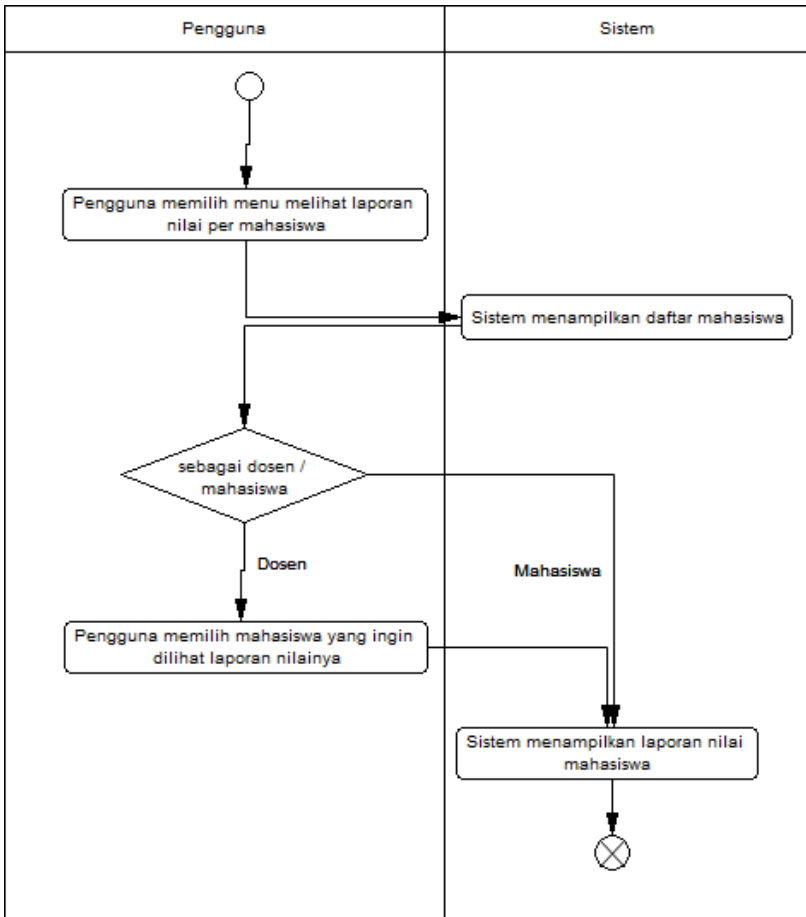 Pengguna
Sistem
Pengguna memilih menu melihat laporan
nilai per mahasiswa
Sistem menampilkan daftar mahasiswa
sebagai dosen /
mahasiswa
Dosen
Mahasiswa
Pengguna memilih mahasiswa yang ingin
dilihat laporan nilainya
Sistem menampilkan laporan nilai
mahasiswa